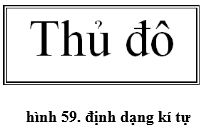 Thủ đô
hình 59. định dạng kí tự